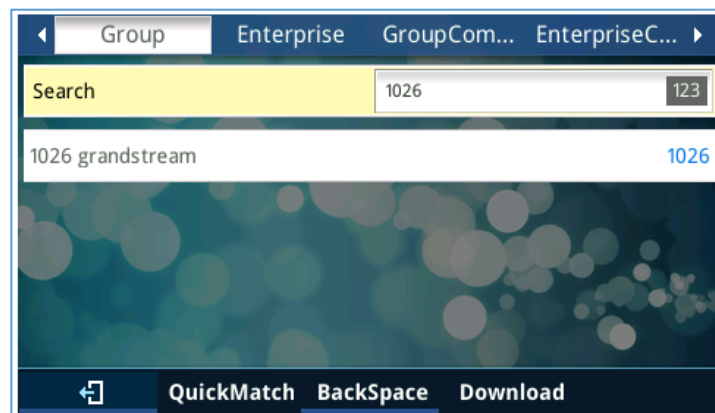 Group Enterprise GroupCom... EnterpriseC...
Search 1026 123
1026 grandstream 1026
QuickMatch BackSpace Download